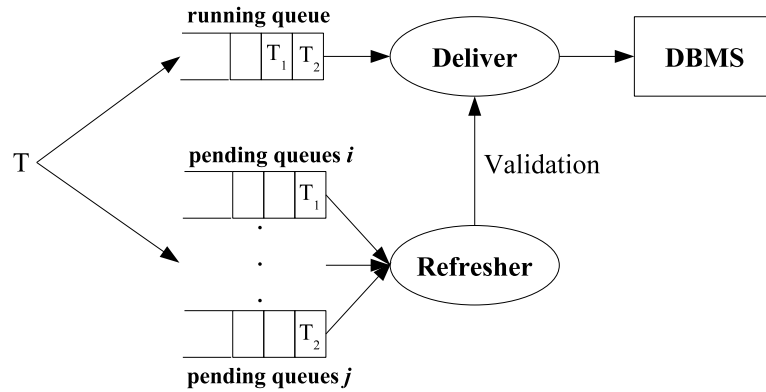 running queue
T₁ T₂
Deliver
DBMS
T
pending queues i
T₁
Validation
.
.
.
Refresher
T₂
pending queues j